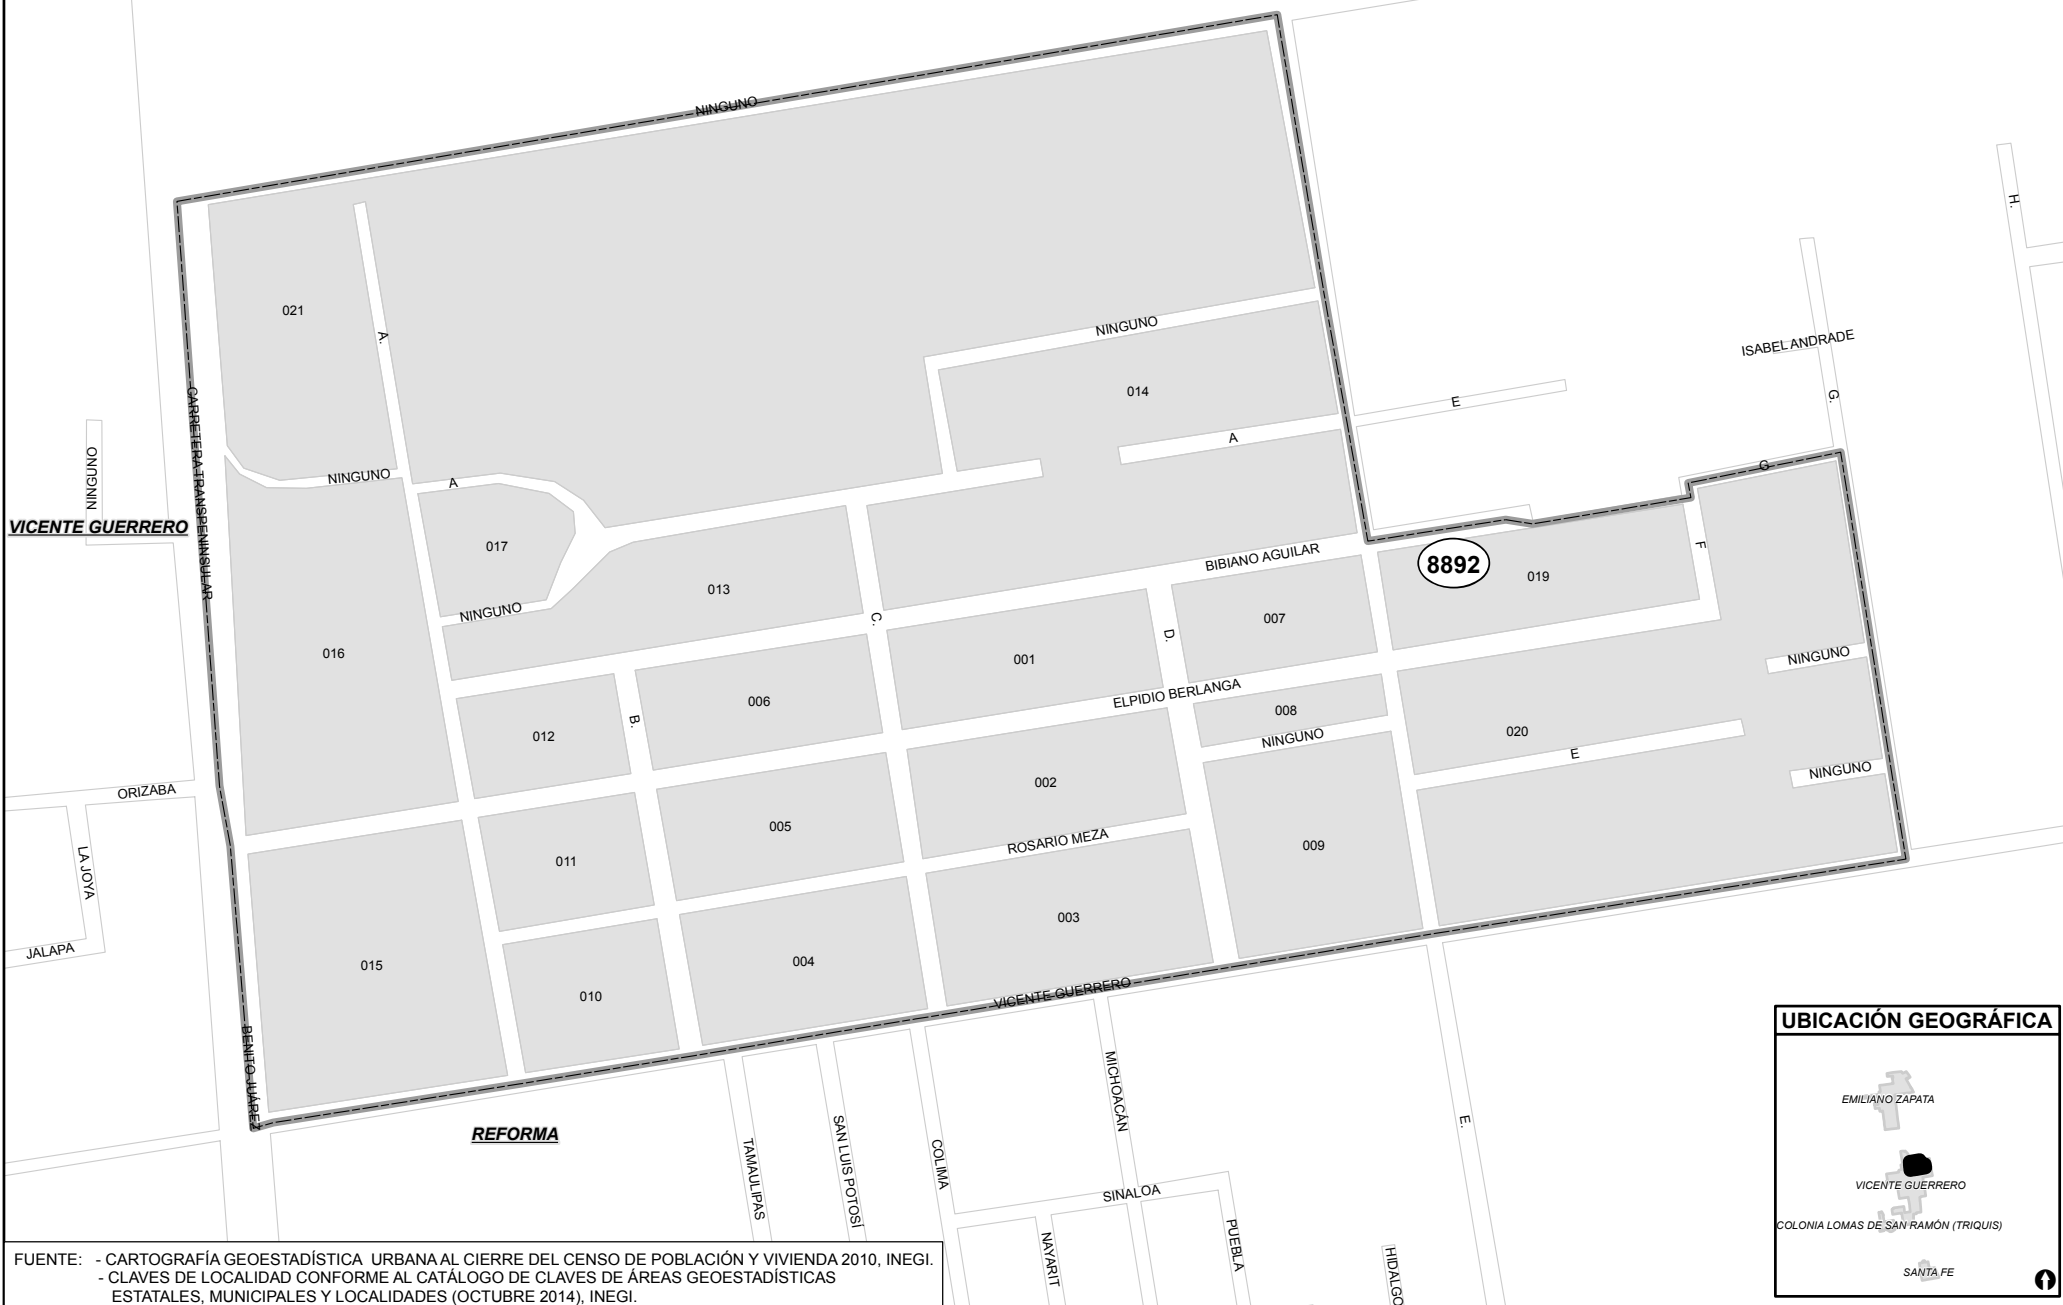 NINGUNO
H.
021
A.
NINGUNO
ISABEL ANDRADE
014
E
G.
CARRETERA TRANSPENINSULAR
A
NINGUNO
NINGUNO
A
G
VICENTE GUERRERO
017
BIBIANO AGUILAR
F
8892
019
013
NINGUNO
C.
007
D.
016
001
NINGUNO
ELPIDIO BERLANGA
006
008
B.
012
NINGUNO
020
E
NINGUNO
002
ORIZABA
005
ROSARIO MEZA
009
LA JOYA
011
003
JALAPA
015
004
010
VICENTE GUERRERO
BENITO JUÁREZ
REFORMA
TAMAULIPAS
SAN LUIS POTOSÍ
COLIMA
MICHOACÁN
E.
SINALOA
NAYARIT
PUEBLA
HIDALGO
UBICACIÓN GEOGRÁFICA
EMILIANO ZAPATA
VICENTE GUERRERO
COLONIA LOMAS DE SAN RAMÓN (TRIQUIS)
SANTA FE
FUENTE: - CARTOGRAFÍA GEOESTADÍSTICA URBANA AL CIERRE DEL CENSO DE POBLACIÓN Y VIVIENDA 2010, INEGI.
- CLAVES DE LOCALIDAD CONFORME AL CATÁLOGO DE CLAVES DE ÁREAS GEOESTADÍSTICAS
ESTATALES, MUNICIPALES Y LOCALIDADES (OCTUBRE 2014), INEGI.